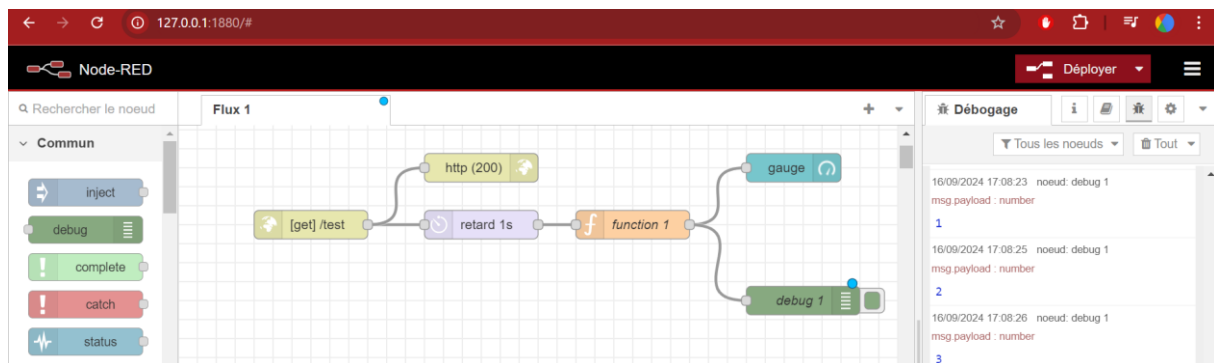 127.0.0.1:1880/#
Node-RED
Déployer
Rechercher le noeud
Flux 1
Débogage
i
Commun
Tous les noeuds
Tout
inject
debug
complete
catch
status
http (200)
[get] /test
retard 1s
f
function 1
gauge
debug 1
16/09/2024 17:08:23 noeud: debug 1
msg.payload : number
1
16/09/2024 17:08:25 noeud: debug 1
msg.payload : number
2
16/09/2024 17:08:26 noeud: debug 1
msg.payload : number
3